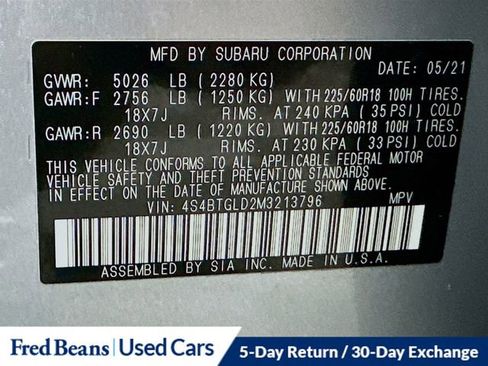 MFD BY SUBARU CORPORATION
DATE: 05/21
GVWR: 5026 LB (2280 KG)
GAWR:F 2756 LB (1250 KG) WITH 225/60R18 100H TIRES.
18X7J RIMS. AT 240 KPA (35 PSI) COLD
GAWR:R 2690 LB (1220 KG) WITH 225/60R18 100H TIRES.
18X7J RIMS. AT 230 KPA (33 PSI) COLD
THIS VEHICLE CONFORMS TO ALL APPLICABLE FEDERAL MOTOR
VEHICLE SAFETY AND THEFT PREVENTION STANDARDS
IN EFFECT ON THE DATE OF MANUFACTURE SHOWN ABOVE.
VIN: 4S4BTGLD2M3213796 MPV
ASSEMBLED BY SIA INC. MADE IN U.S.A.
Fred Beans | Used Cars
5-Day Return / 30-Day Exchange